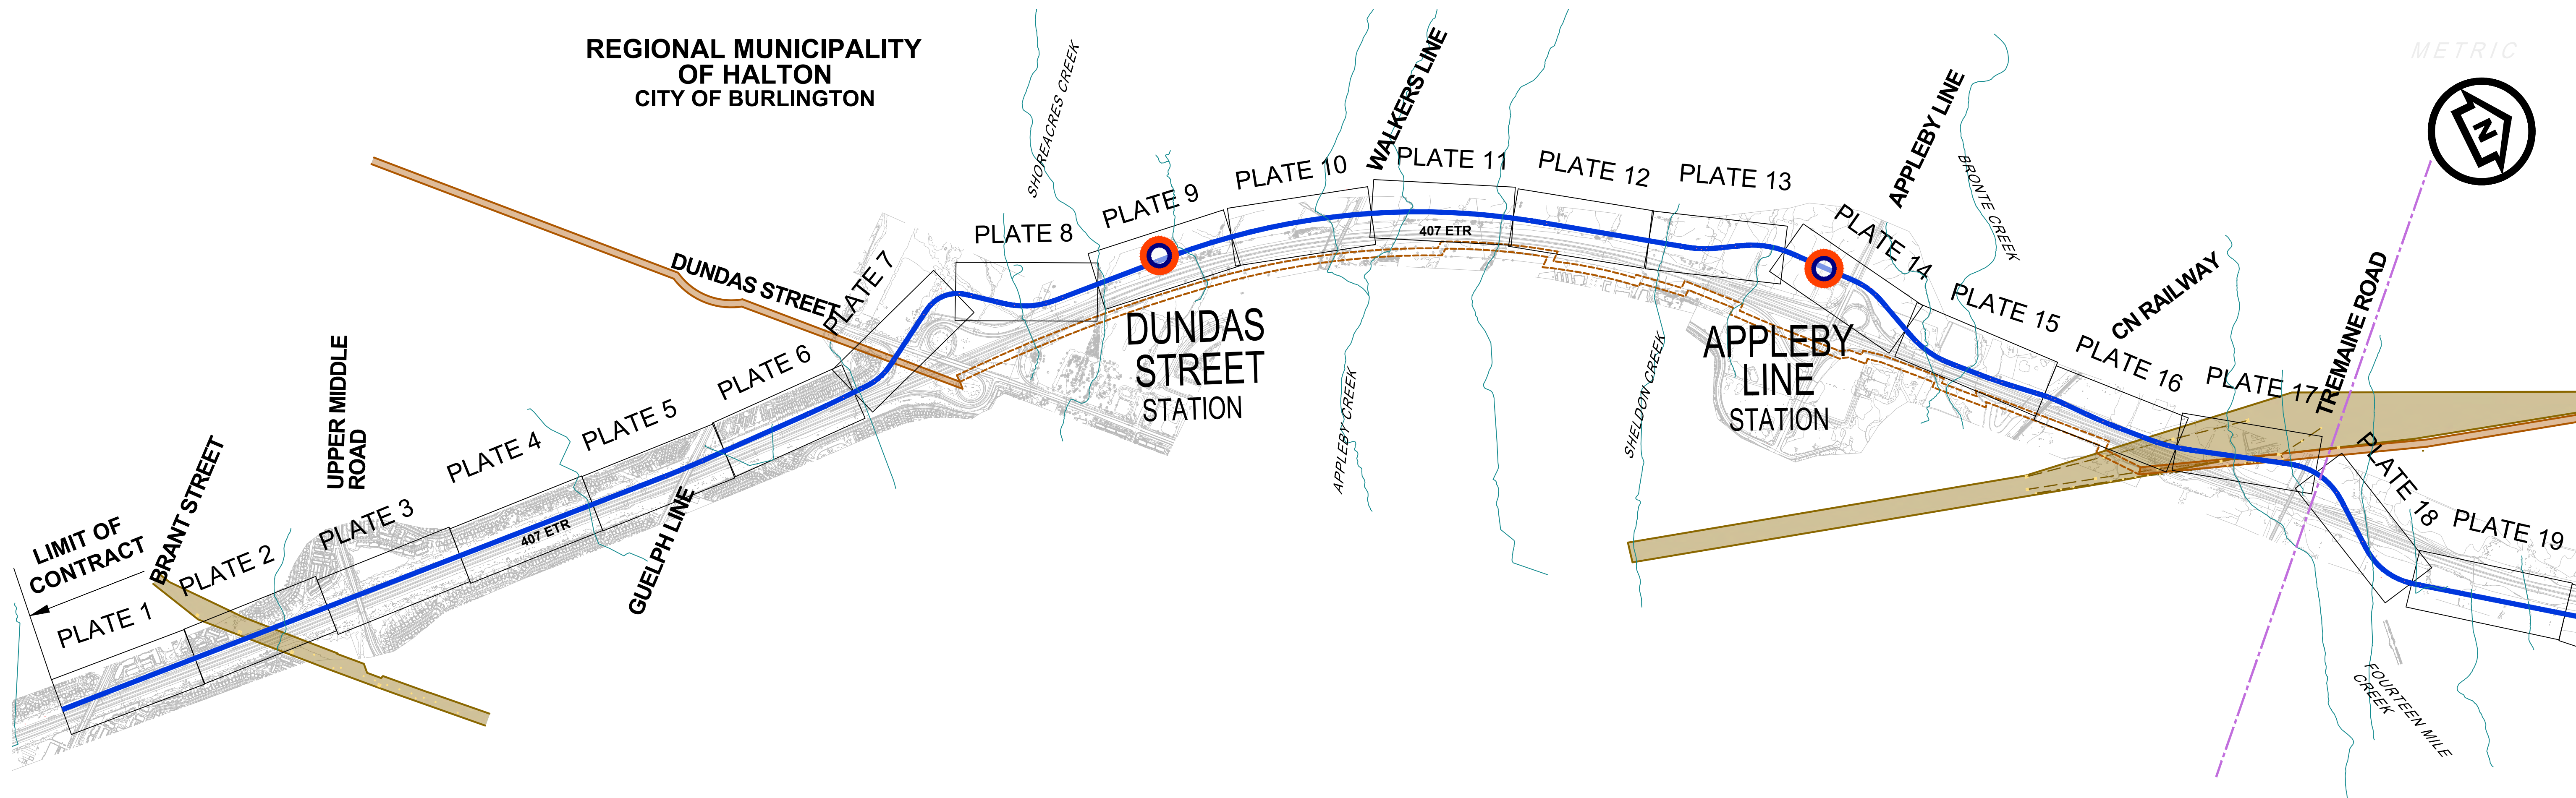 REGIONAL MUNICIPALITY
OF HALTON
CITY OF BURLINGTON
METRIC
N
SHOREACRES CREEK
WALKERS LINE
APPLEBY LINE
BRONTE CREEK
PLATE 7
PLATE 8
PLATE 9
PLATE 10
PLATE 11
PLATE 12
PLATE 13
PLATE 14
PLATE 15
PLATE 16
PLATE 17
PLATE 18
PLATE 19
407 ETR
DUNDAS STREET
DUNDAS
STREET
STATION
APPLEBY
LINE
STATION
CN RAILWAY
TREMAINE ROAD
APPLEBY CREEK
SHELDON CREEK
FOURTEEN MILE
CREEK
UPPER MIDDLE
ROAD
BRANT STREET
LIMIT OF
CONTRACT
PLATE 1
PLATE 2
PLATE 3
PLATE 4
PLATE 5
PLATE 6
407 ETR
GUELPH LINE